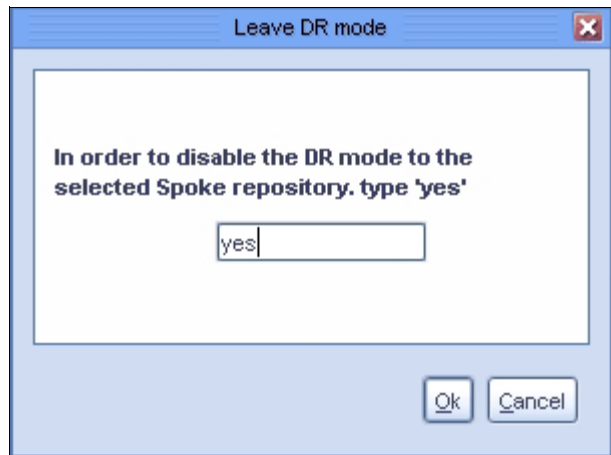 Leave DR mode
In order to disable the DR mode to the
selected Spoke repository. type 'yes'
yes
Ok
Cancel